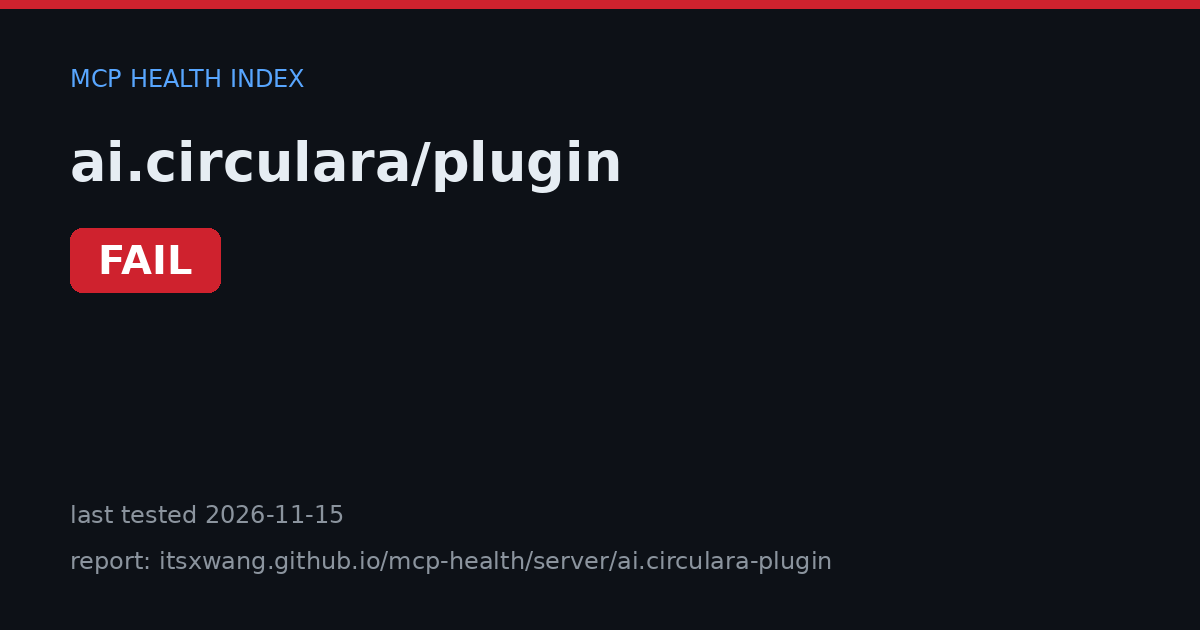 MCP HEALTH INDEX
ai.circulara/plugin
FAIL
last tested 2026-11-15
report: itsxwang.github.io/mcp-health/server/ai.circulara-plugin